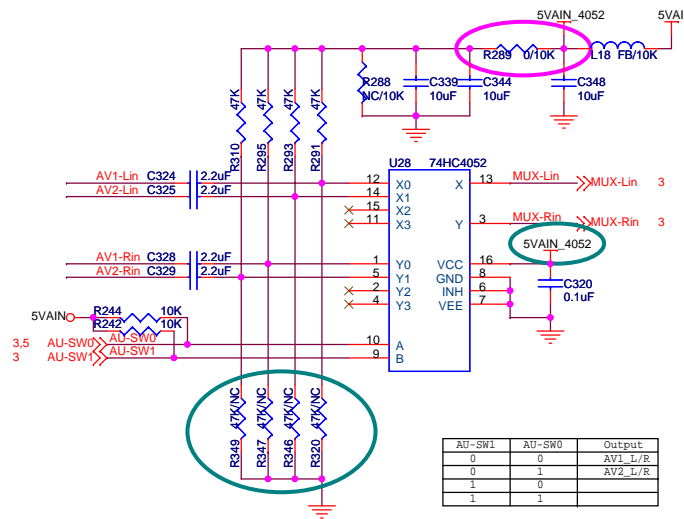 5VAIN_4052
5VAI
R289 0/10K
L18 FB/10K
R288
NC/10K
C339
10uF
C344
10uF
C348
10uF
47K
47K
47K
47K
R310
R295
R293
R291
U28 74HC4052
AV1-Lin C324 2.2uF 12 X0 X 13 MUX-Lin MUX-Lin 3
AV2-Lin C325 2.2uF 14 X1
15 X2
11 X3
Y 3 MUX-Rin MUX-Rin 3
5VAIN_4052
AV1-Rin C328 2.2uF 1 Y0 VCC 16
AV2-Rin C329 2.2uF 5 Y1 GND 8
2 Y2 INH 6
4 Y3 VEE 7
C320
0.1uF
R244 10K
5VAIN
R242 10K
3,5 AU-SW0 AU-SW0 10 A
3 AU-SW1 AU-SW1 9 B
47K/NC
47K/NC
47K/NC
47K/NC
R349
R347
R346
R320
AU-SW1 AU-SW0 Output
0 0 AV1_L/R
0 1 AV2_L/R
1 0
1 1